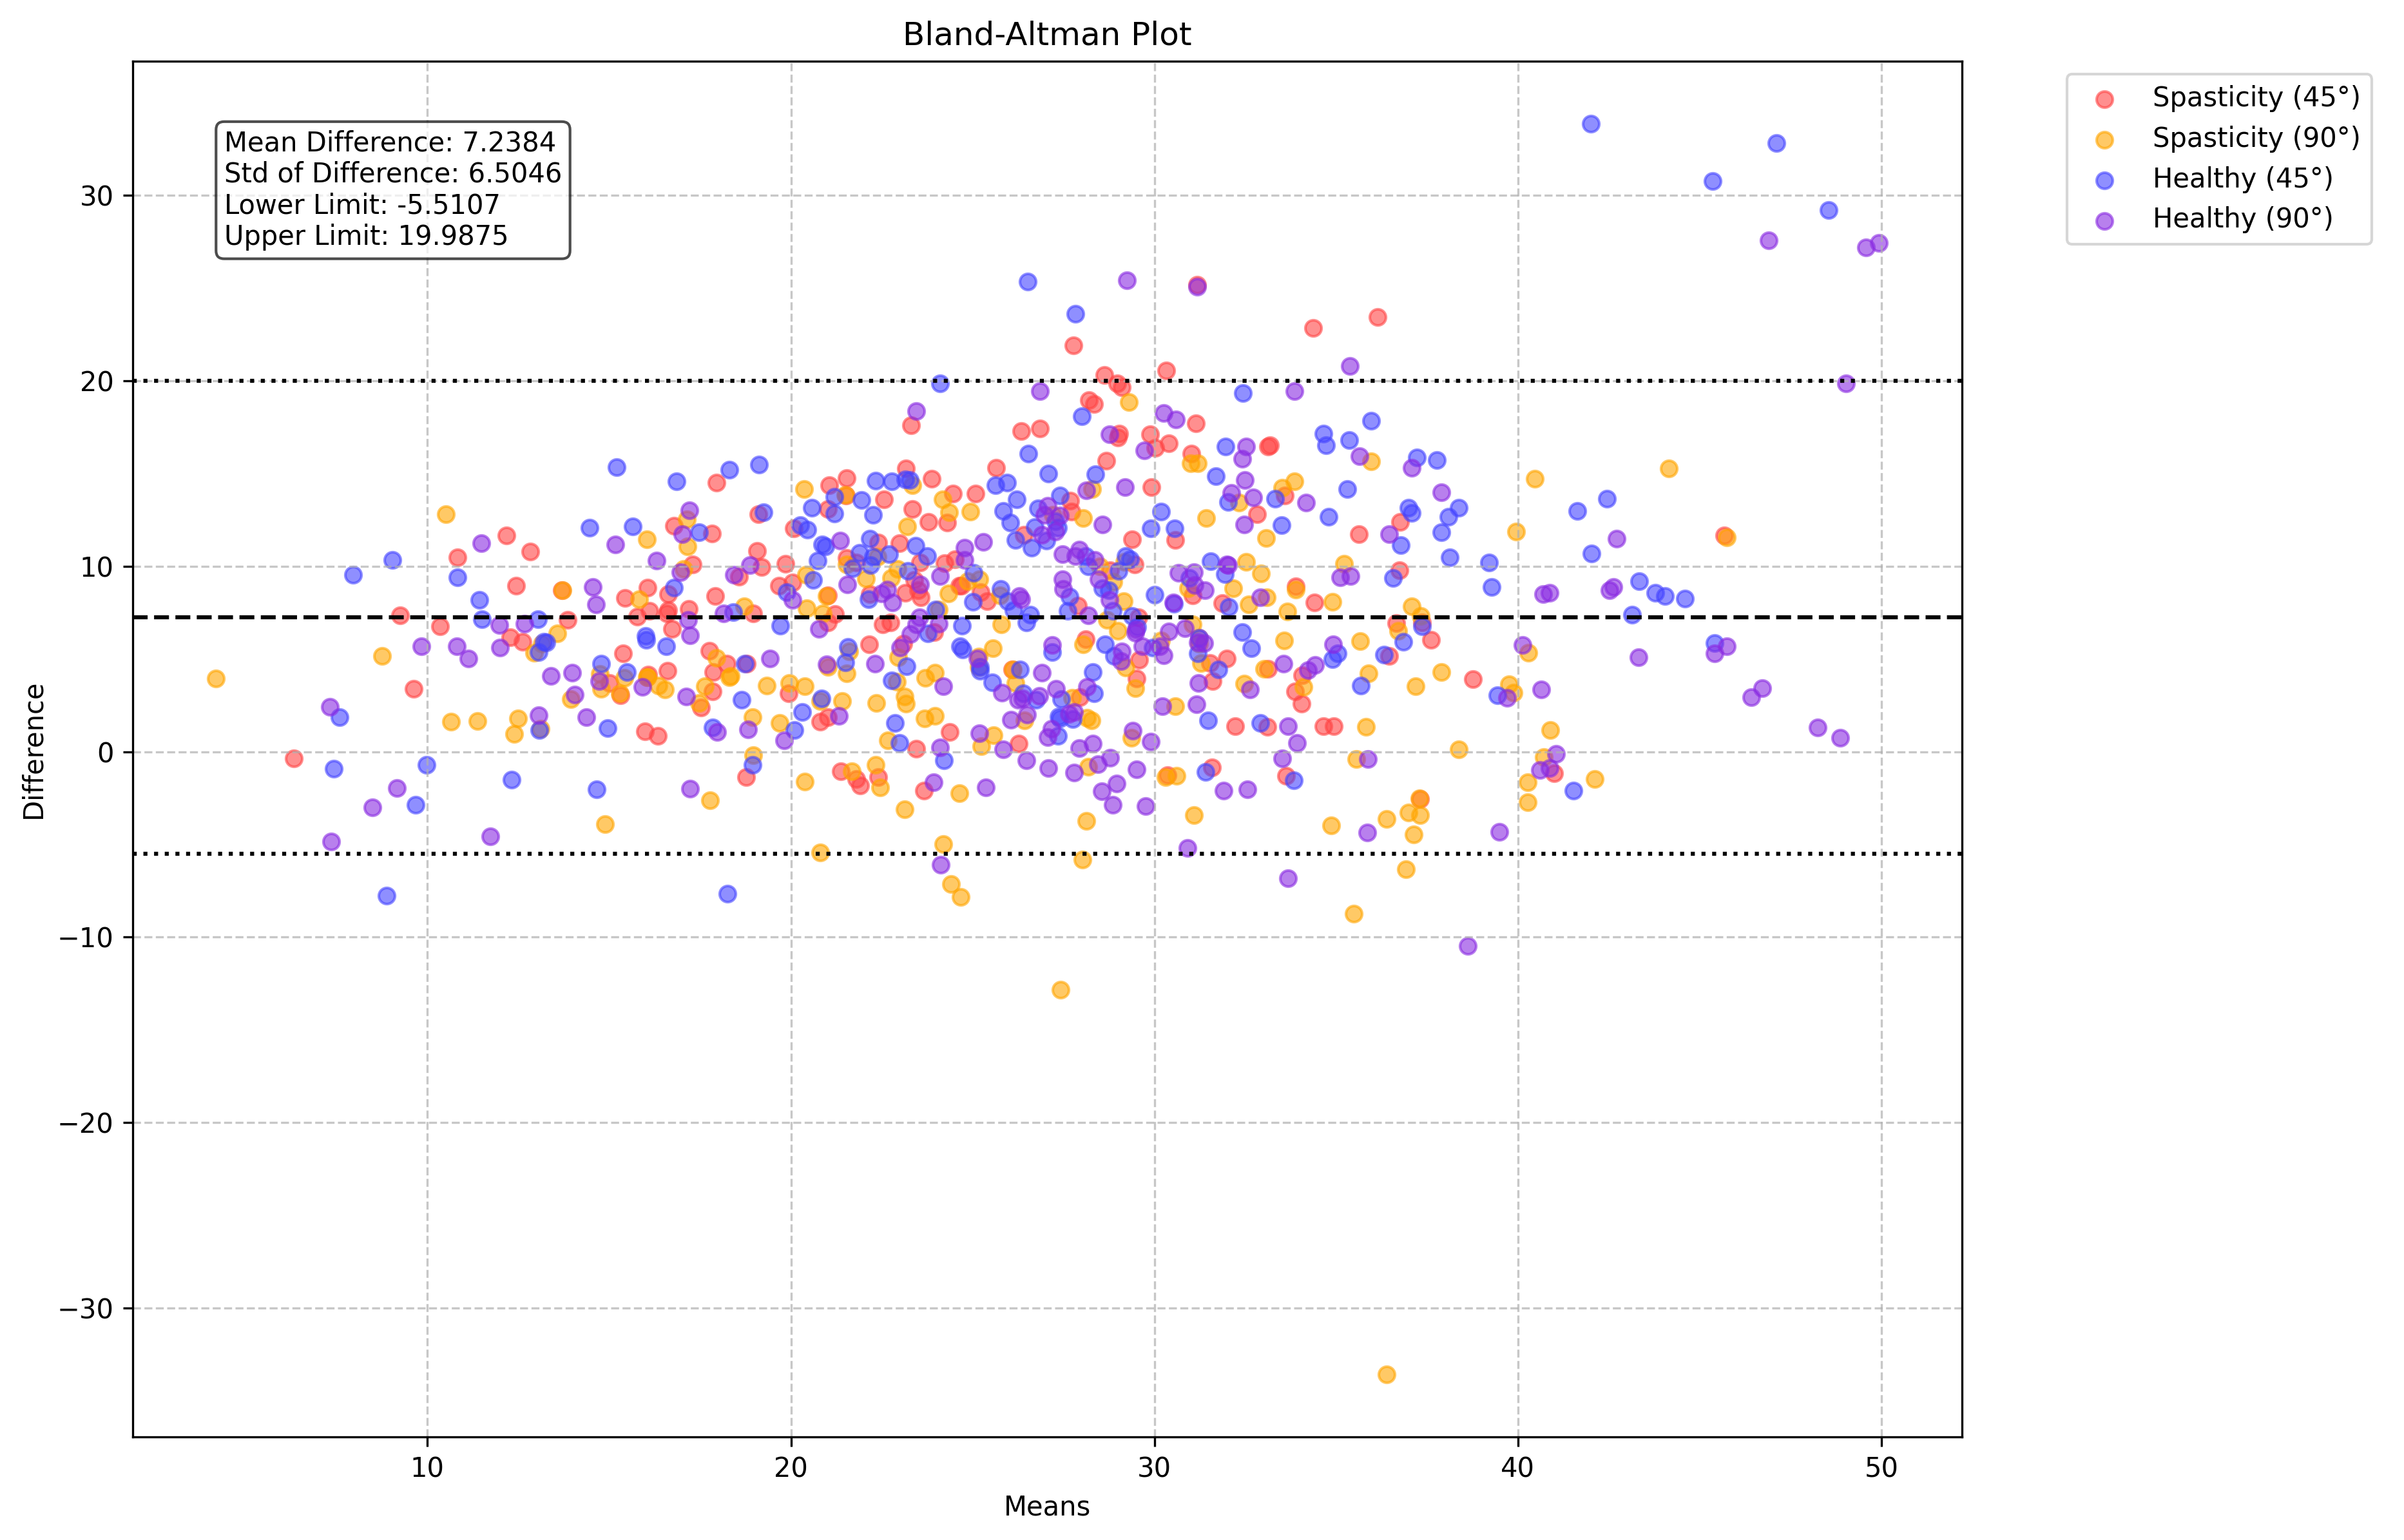 Bland-Altman Plot
Mean Difference: 7.2384
Std of Difference: 6.5046
Lower Limit: -5.5107
Upper Limit: 19.9875
Spasticity (45°)
Spasticity (90°)
Healthy (45°)
Healthy (90°)
30
20
10
0
−10
−20
−30
Difference
10
20
30
40
50
Means